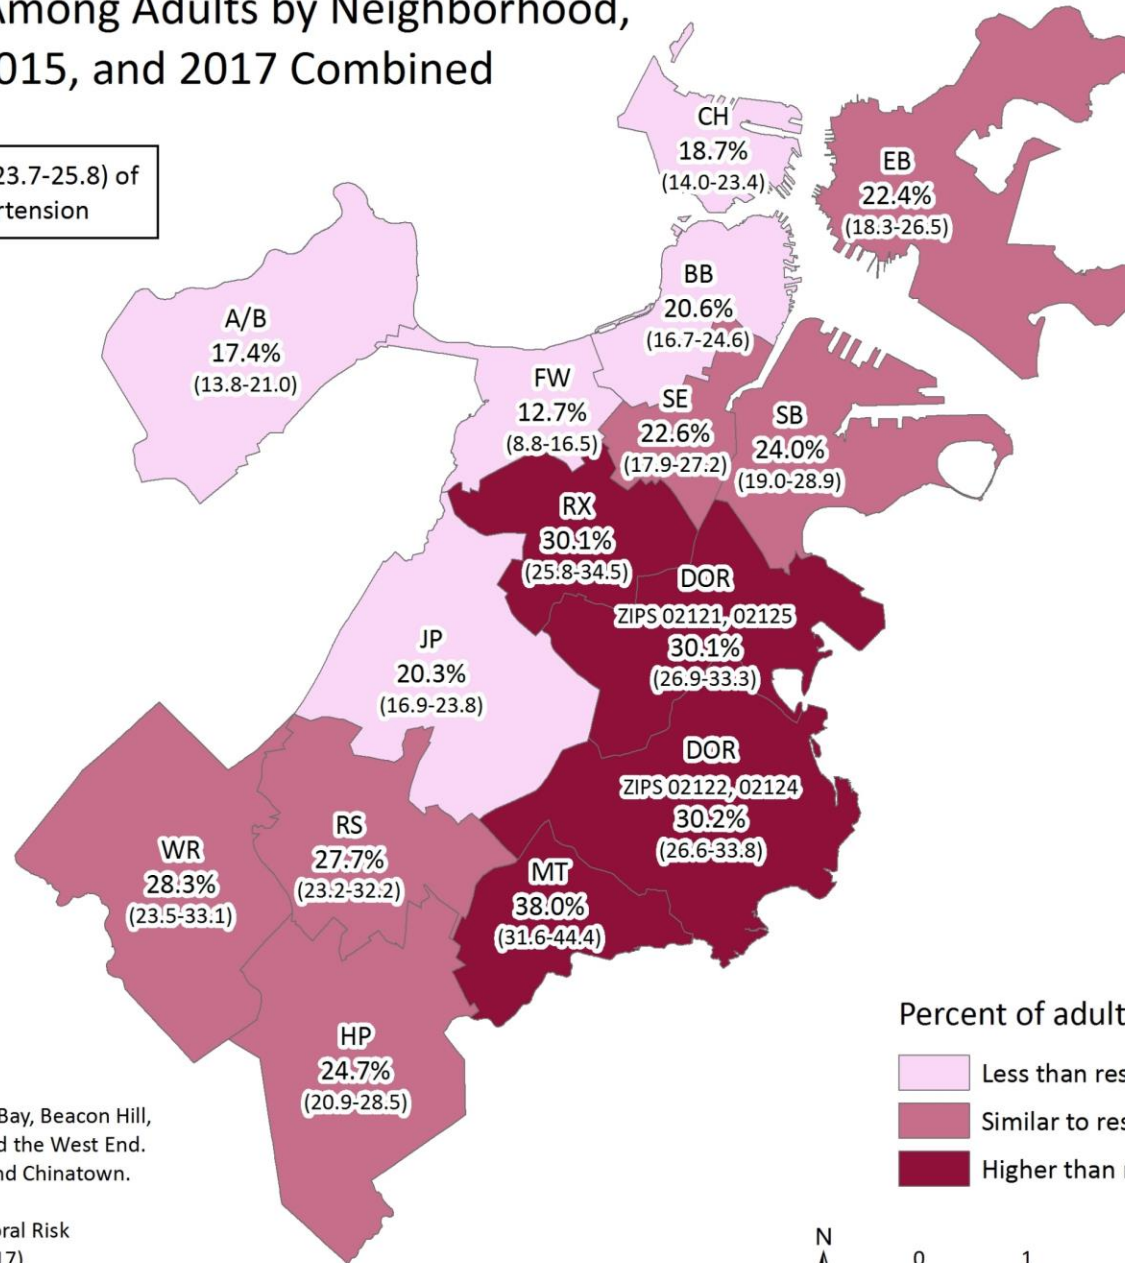 Among Adults by Neighborhood,
015, and 2017 Combined
23.7-25.8) of
rtension
CH
18.7%
(14.0-23.4)
EB
22.4%
(18.3-26.5)
BB
20.6%
(16.7-24.6)
A/B
17.4%
(13.8-21.0)
FW
12.7%
(8.8-16.5)
SE
22.6%
(17.9-27.2)
SB
24.0%
(19.0-28.9)
RX
30.1%
(25.8-34.5)
DOR
ZIPS 02121, 02125
30.1%
(26.9-33.3)
JP
20.3%
(16.9-23.8)
DOR
ZIPS 02122, 02124
30.2%
(26.6-33.8)
RS
27.7%
(23.2-32.2)
WR
28.3%
(23.5-33.1)
MT
38.0%
(31.6-44.4)
HP
24.7%
(20.9-28.5)
Percent of adult
Less than res
Similar to res
Higher than r
Bay, Beacon Hill,
d the West End.
nd Chinatown.
oral Risk
17)
N
0 1